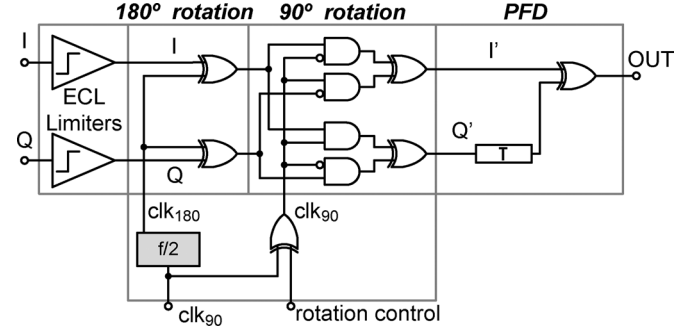 180º rotation 90º rotation PFD
I I I' OUT
ECL
Limiters
Q Q Q' T
clk180 clk90
f/2
clk90 rotation control